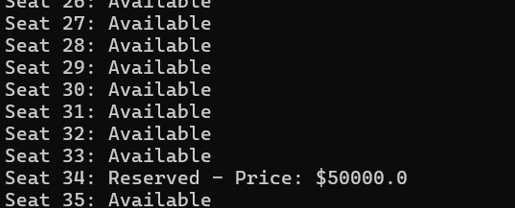 Seat 26: Available
Seat 27: Available
Seat 28: Available
Seat 29: Available
Seat 30: Available
Seat 31: Available
Seat 32: Available
Seat 33: Available
Seat 34: Reserved - Price: $50000.0
Seat 35: Available